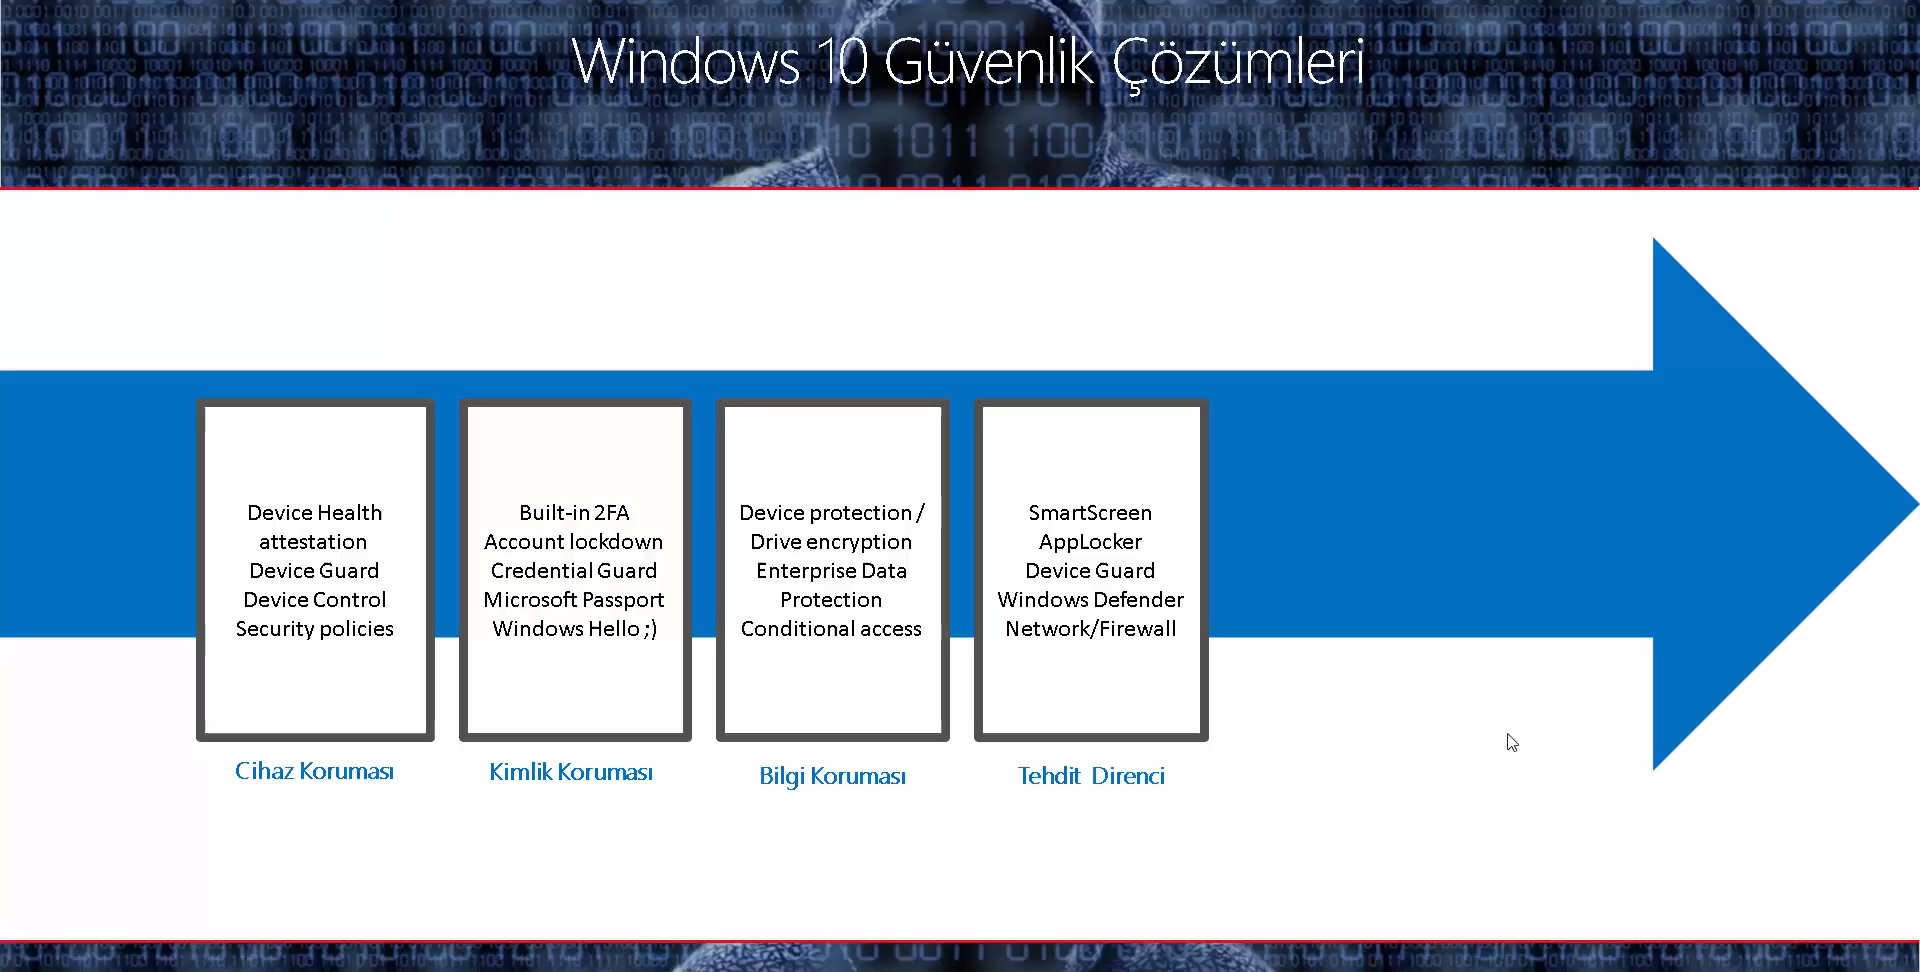 Windows 10 Güvenlik Çözümleri
Device Health
attestation
Device Guard
Device Control
Security policies
Cihaz Koruması
Built-in 2FA
Account lockdown
Credential Guard
Microsoft Passport
Windows Hello ;)
Kimlik Koruması
Device protection /
Drive encryption
Enterprise Data
Protection
Conditional access
Bilgi Koruması
SmartScreen
AppLocker
Device Guard
Windows Defender
Network/Firewall
Tehdit Direnci